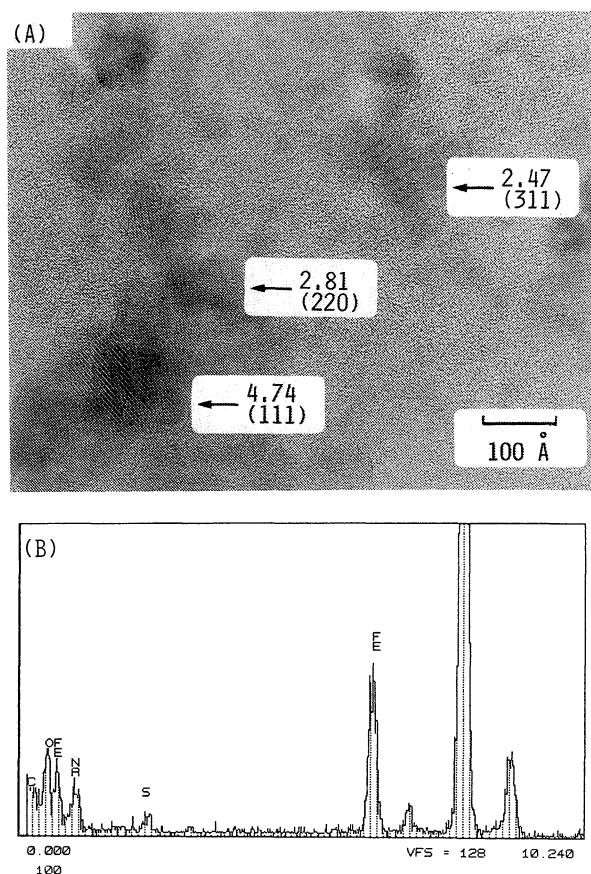 (A)
2.47
(311)
2.81
(220)
4.74
(111)
100 Å
(B)
FE
C
O
FE
NA
S
0.000
VFS = 128
10.240
100